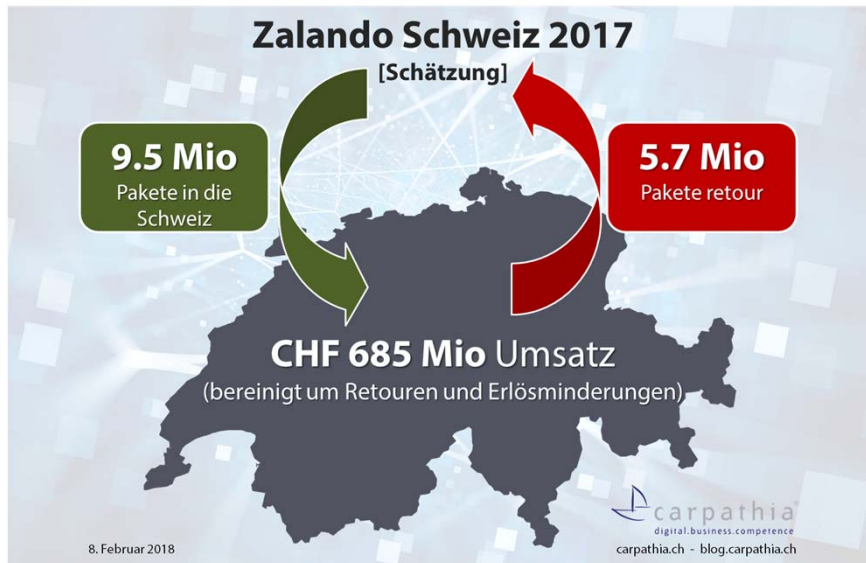 Zalando Schweiz 2017
[Schätzung]
9.5 Mio
Pakete in die
Schweiz
5.7 Mio
Pakete retour
CHF 685 Mio Umsatz
(bereinigt um Retouren und Erlösminderungen)
carpathia
digital.business.competence
8. Februar 2018
carpathia.ch - blog.carpathia.ch